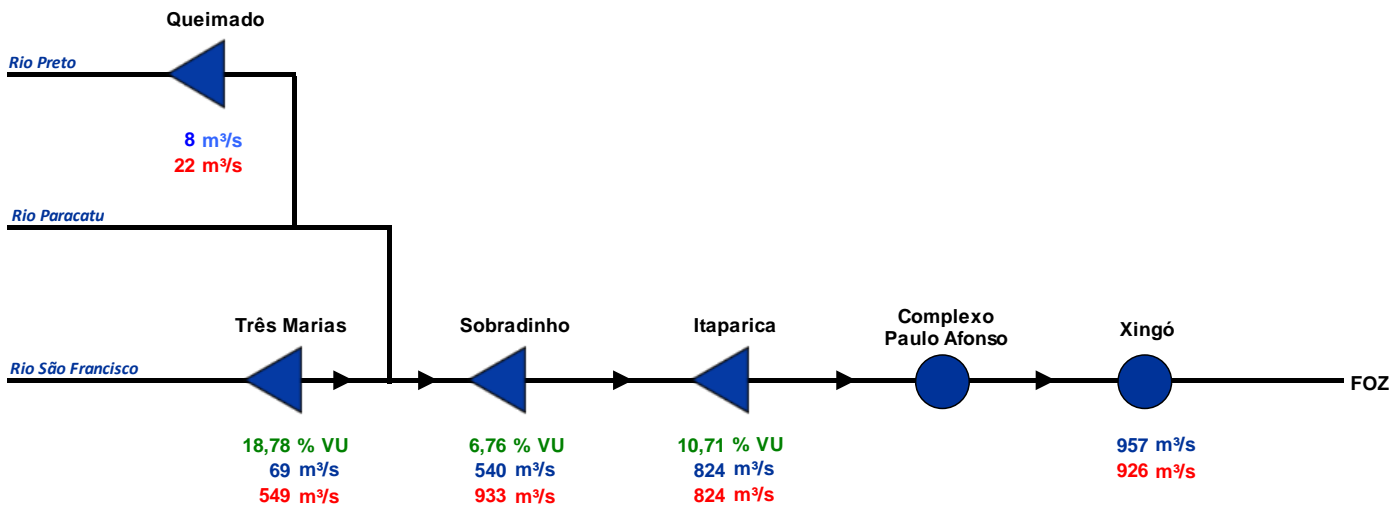 Queimado
Rio Preto
8 m³/s
22 m³/s
Rio Paracatu
Três Marias
Sobradinho
Itaparica
Complexo
Paulo Afonso
Xingó
Rio São Francisco
FOZ
18,78 % VU
69 m³/s
549 m³/s
6,76 % VU
540 m³/s
933 m³/s
10,71 % VU
824 m³/s
824 m³/s
957 m³/s
926 m³/s